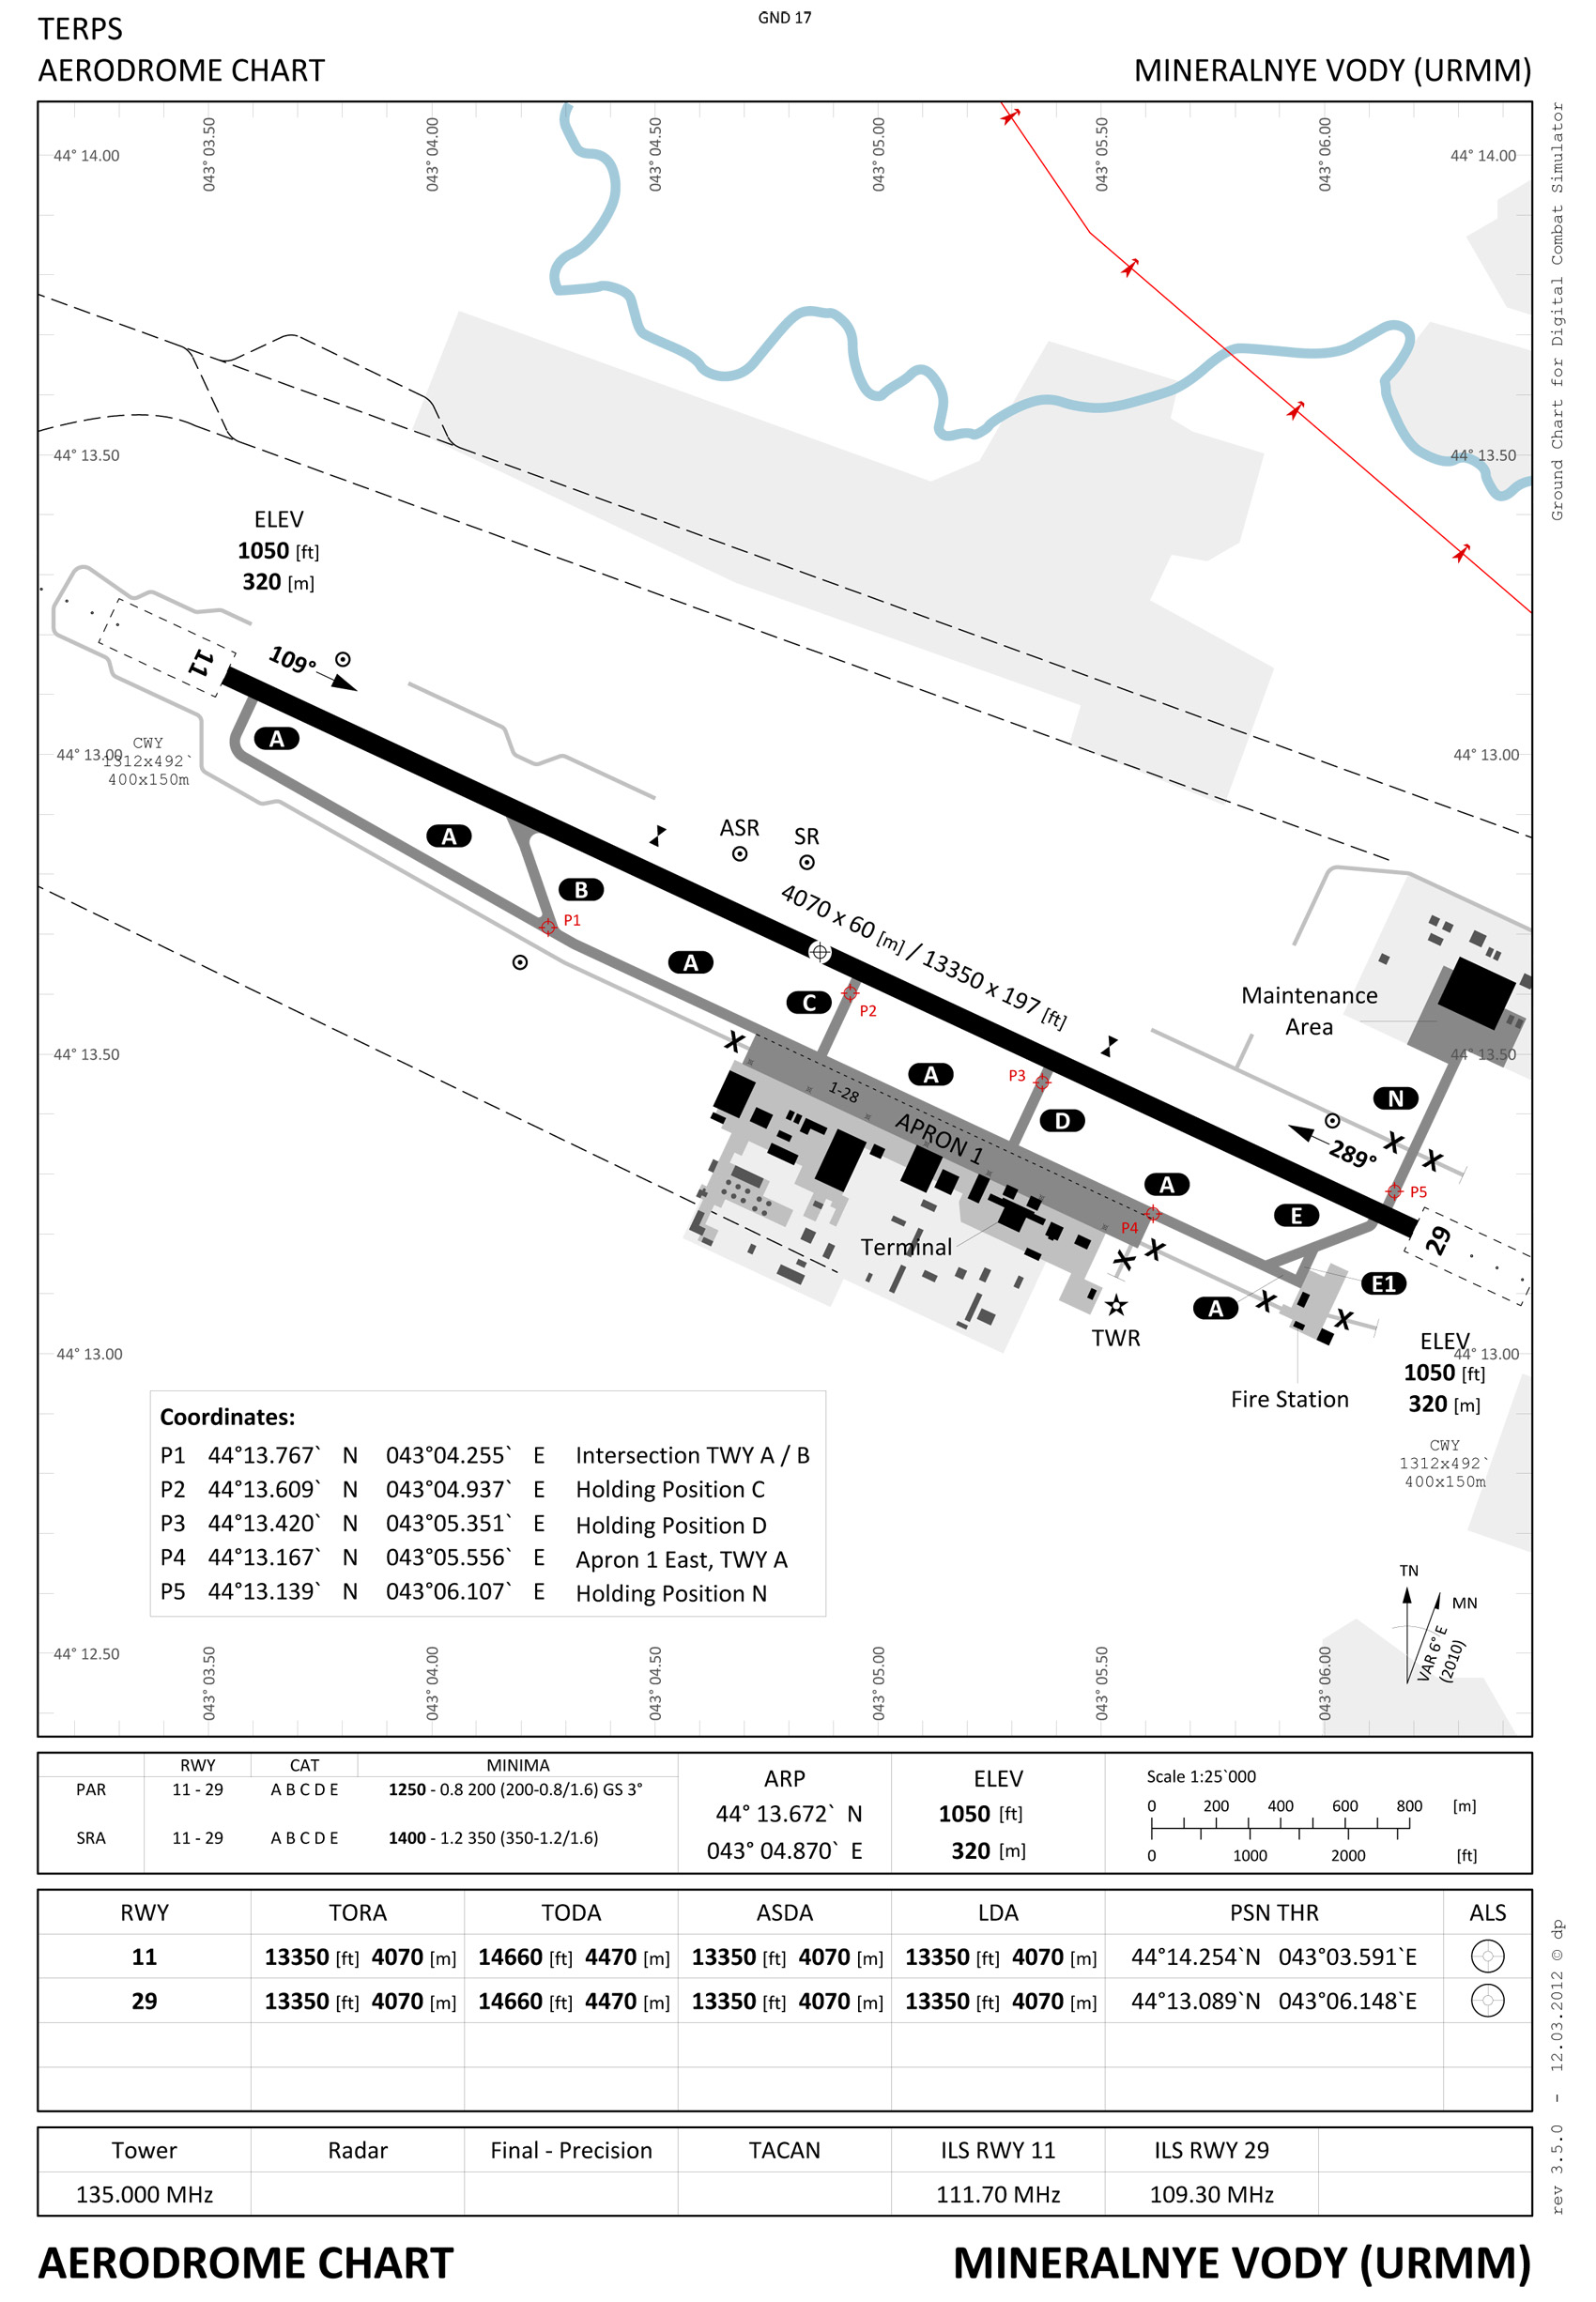 GND 17
TERPS
AERODROME CHART
MINERALNYE VODY (URMM)
Ground Chart for Digital Combat Simulator
043° 03.50
043° 04.00
043° 04.50
043° 05.00
043° 05.50
043° 06.00
44° 14.00
44° 14.00
44° 13.50
44° 13.50
ELEV
1050 [ft]
320 [m]
11
109°
A
CWY
1312x492`
400x150m
44° 13.00
44° 13.00
A
ASR
SR
B
P1
4070 x 60 [m] / 13350 x 197 [ft]
A
C
P2
Maintenance
Area
X
44° 13.50
44° 13.50
P3
A
1-28
APRON 1
D
N
289°
X
X
A
P5
P4
E
29
Terminal
X
X
E1
A
X
X
TWR
44° 13.00
44° 13.00
ELEV
1050 [ft]
320 [m]
Fire Station
CWY
1312x492`
400x150m
Coordinates:
P1 44°13.767` N 043°04.255` E Intersection TWY A / B
P2 44°13.609` N 043°04.937` E Holding Position C
P3 44°13.420` N 043°05.351` E Holding Position D
P4 44°13.167` N 043°05.556` E Apron 1 East, TWY A
P5 44°13.139` N 043°06.107` E Holding Position N
TN
MN
VAR 6° E
(2010)
44° 12.50
043° 03.50
043° 04.00
043° 04.50
043° 05.00
043° 05.50
043° 06.00
RWY CAT MINIMA
PAR 11 - 29 A B C D E 1250 - 0.8 200 (200-0.8/1.6) GS 3°
SRA 11 - 29 A B C D E 1400 - 1.2 350 (350-1.2/1.6)
ARP
44° 13.672` N
043° 04.870` E
ELEV
1050 [ft]
320 [m]
Scale 1:25`000
0 200 400 600 800 [m]
0 1000 2000 [ft]
RWY TORA TODA ASDA LDA PSN THR ALS
11 13350 [ft] 4070 [m] 14660 [ft] 4470 [m] 13350 [ft] 4070 [m] 13350 [ft] 4070 [m] 44°14.254`N 043°03.591`E
29 13350 [ft] 4070 [m] 14660 [ft] 4470 [m] 13350 [ft] 4070 [m] 13350 [ft] 4070 [m] 44°13.089`N 043°06.148`E
Tower Radar Final - Precision TACAN ILS RWY 11 ILS RWY 29
135.000 MHz 111.70 MHz 109.30 MHz
rev 3.5.0 - 12.03.2012 © dp
AERODROME CHART
MINERALNYE VODY (URMM)